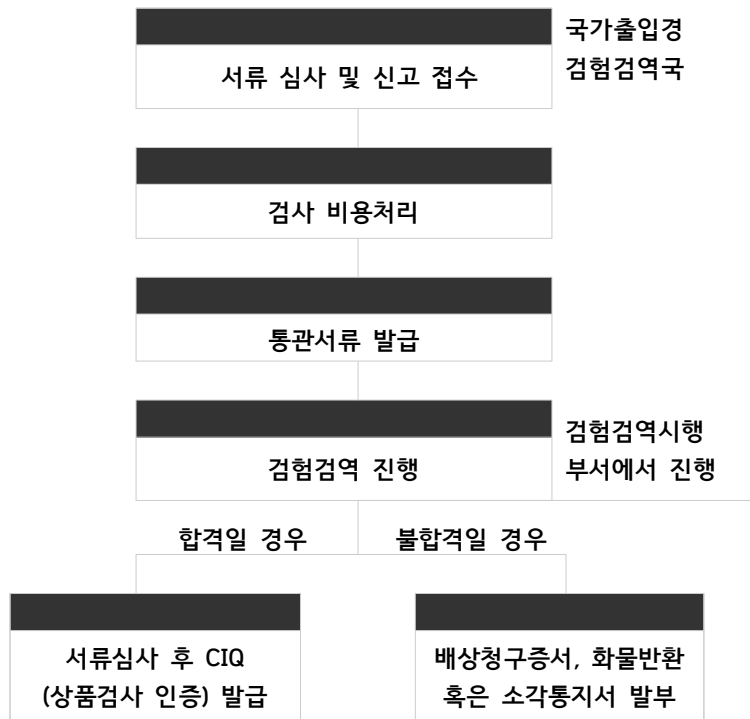 국가출입경
검험검역국
서류 심사 및 신고 접수
검사 비용처리
통관서류 발급
검험검역시행
부서에서 진행
검험검역 진행
합격일 경우
불합격일 경우
서류심사 후 CIQ
(상품검사 인증) 발급
배상청구증서, 화물반환
혹은 소각통지서 발부